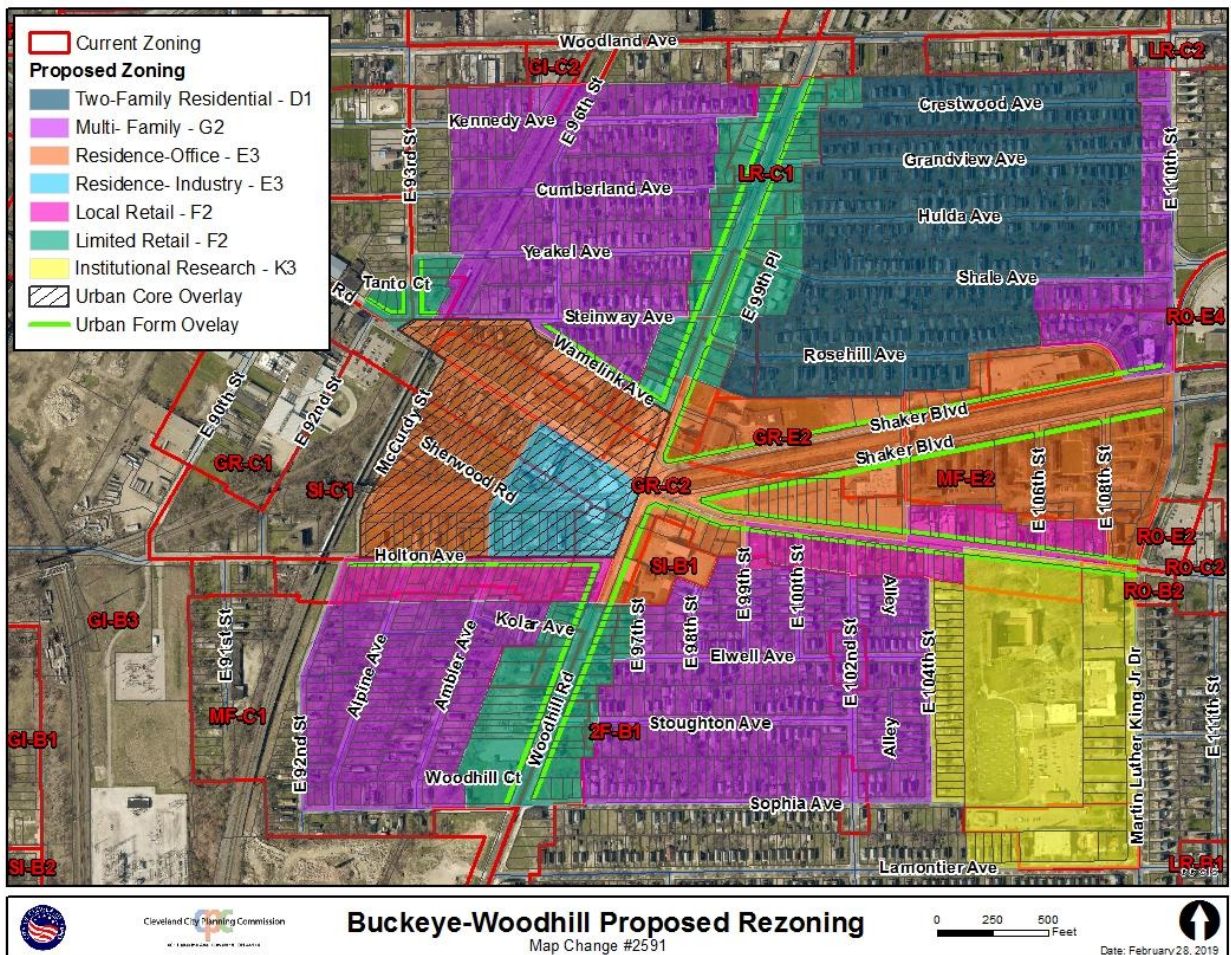 Current Zoning
Proposed Zoning
Two-Family Residential - D1
Multi- Family - G2
Residence-Office - E3
Residence- Industry - E3
Local Retail - F2
Limited Retail - F2
Institutional Research - K3
Urban Core Overlay
Urban Form Ovelay
Woodland Ave
GI-C2
LR-C2
E 96th St
Crestwood Ave
Kennedy Ave
E 93rd St
Grandview Ave
LR-C1
E 110th St
Cumberland Ave
Hulda Ave
Yeakel Ave
Shale Ave
Tanto Ct
E 99th Pl
Rd
Steinway Ave
RO-E4
Wamelink Ave
Rosehill Ave
E 90th St
E 92nd St
McCurdy St
Shaker Blvd
GR-E2
Sherwood Rd
Shaker Blvd
GR-C1
SI-C1
GR-C2
MF-E2
E 106th St
E 108th St
RO-E2
Holton Ave
SI-B1
RO-C2
RO-B2
GI-B3
E 91st St
Kolar Ave
E 97th St
E 98th St
E 99th St
E 100th St
Alley
E 102nd St
E 104th St
Elwell Ave
Alpine Ave
Ambler Ave
MF-C1
Woodhill Rd
2F-B1
Stoughton Ave
Alley
GI-B1
E 92nd St
Woodhill Ct
Sophia Ave
Martin Luther King Jr Dr
E 111th St
SI-B2
Lamontier Ave
LR-B1
Cleveland City Planning Commission
cpc
Buckeye-Woodhill Proposed Rezoning
Map Change #2591
0 250 500
Feet
Date: February 28, 2019